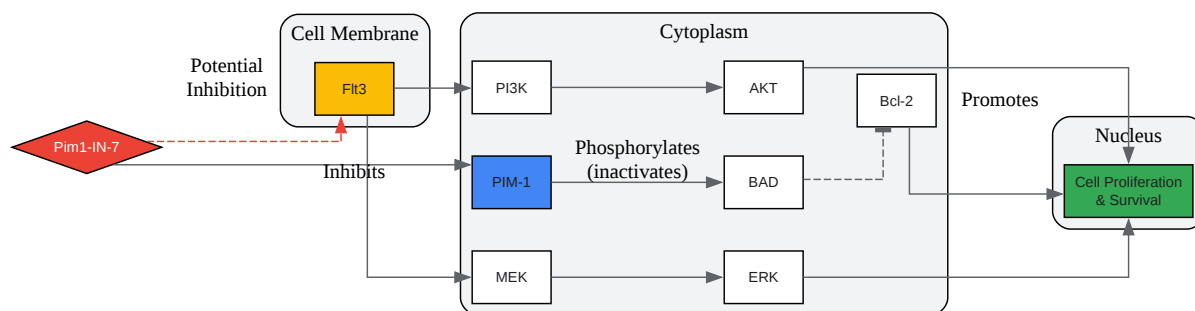 Cell Membrane
Cytoplasm
Potential
Inhibition
Flt3
PI3K
AKT
Bcl-2
Promotes
Pim1-IN-7
Inhibits
PIM-1
Phosphorylates
(inactivates)
BAD
Nucleus
Cell Proliferation
& Survival
MEK
ERK